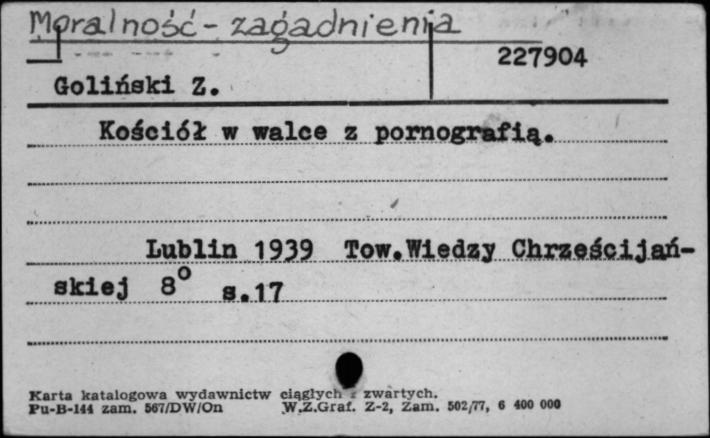 Moralność - zagadnienia
227904
Goliński Z.
Kościół w walce z pornografią.
Lublin 1939 Tow.Wiedzy Chrześcijań-
skiej 8° s.17
Karta katalogowa wydawnictw ciągłych i zwartych.
Pu-B-144 zam. 567/DW/On W.Z.Graf. Z-2, Zam. 502/77, 6 400 000